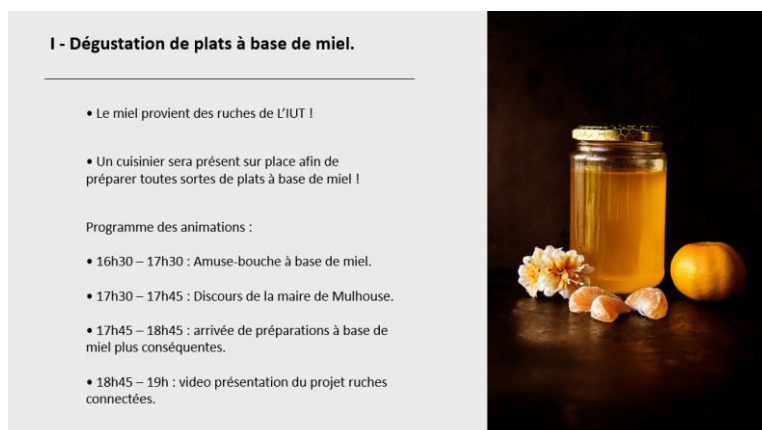 I - Dégustation de plats à base de miel.
• Le miel provient des ruches de L'IUT !
• Un cuisinier sera présent sur place afin de
préparer toutes sortes de plats à base de miel !
Programme des animations :
• 16h30 – 17h30 : Amuse-bouche à base de miel.
• 17h30 – 17h45 : Discours de la maire de Mulhouse.
• 17h45 – 18h45 : arrivée de préparations à base de
miel plus conséquentes.
• 18h45 – 19h : video présentation du projet ruches
connectées.